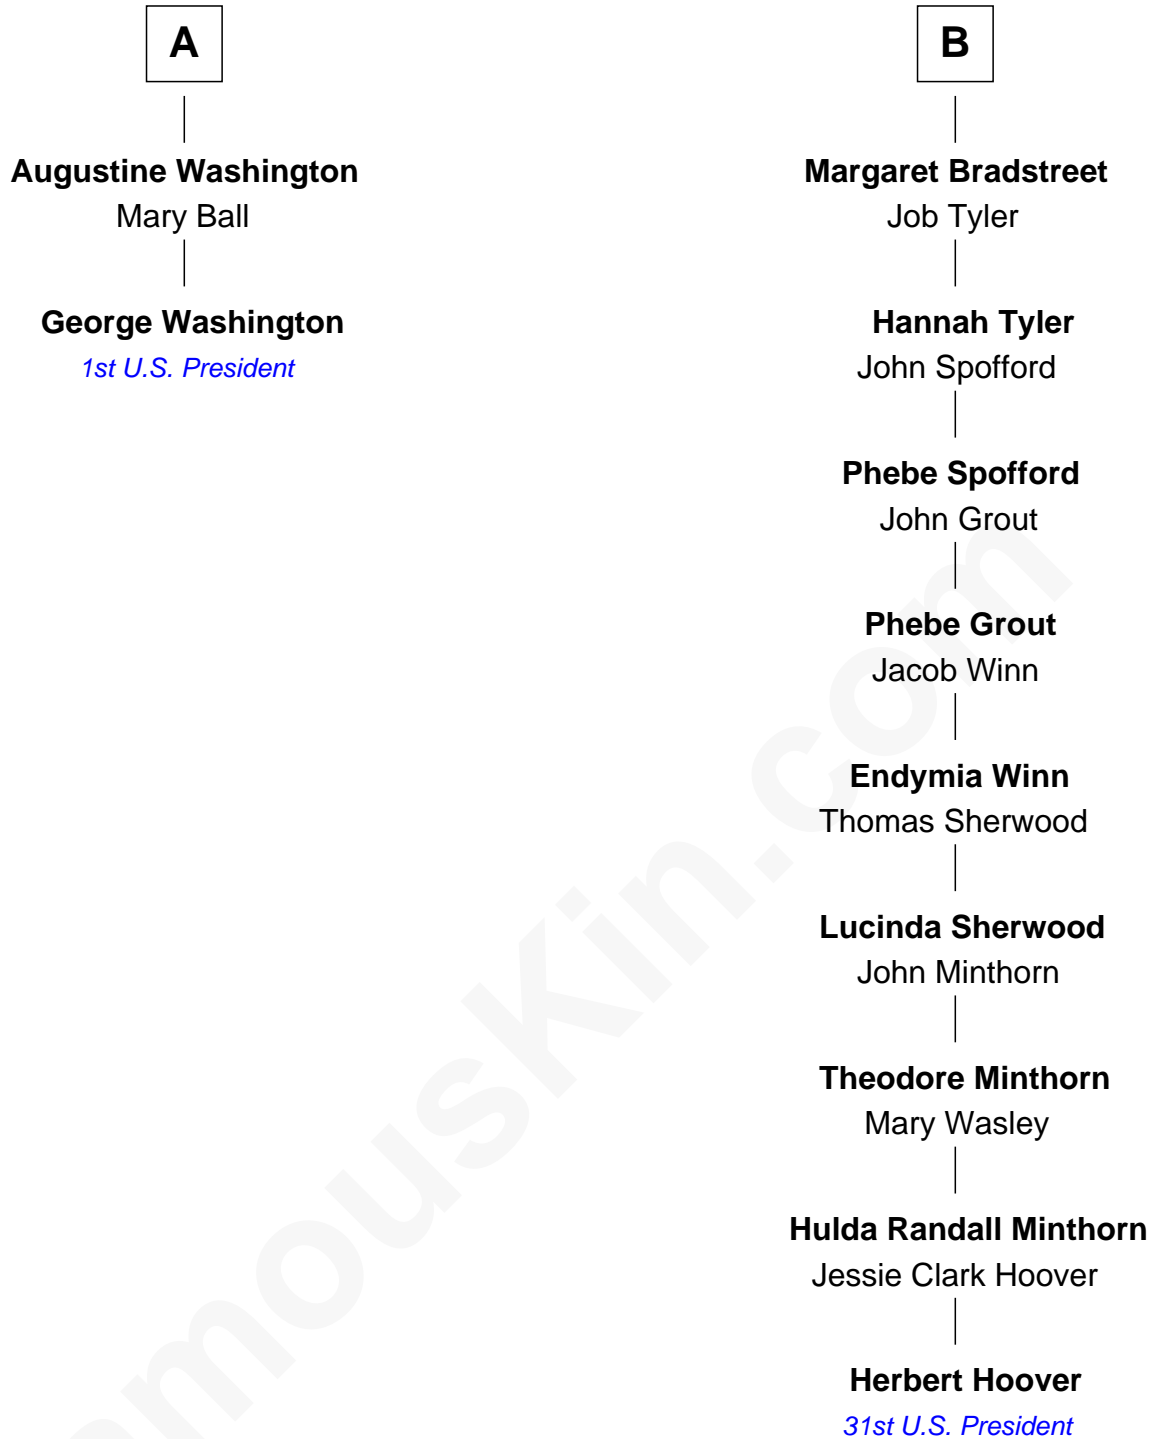 A
Augustine Washington
Mary Ball
George Washington
1st U.S. President
B
Margaret Bradstreet
Job Tyler
Hannah Tyler
John Spofford
Phebe Spofford
John Grout
Phebe Grout
Jacob Winn
Endymia Winn
Thomas Sherwood
Lucinda Sherwood
John Minthorn
Theodore Minthorn
Mary Wasley
Hulda Randall Minthorn
Jessie Clark Hoover
Herbert Hoover
31st U.S. President
amouskin.com